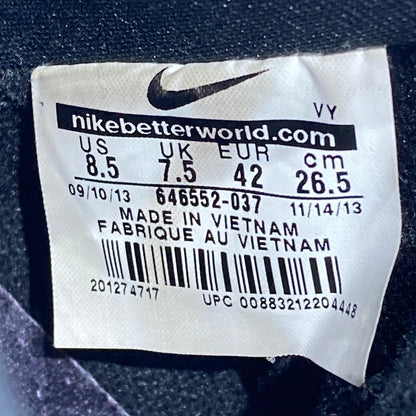 VY
nikebetterworld.com
US UK EUR cm
8.5 7.5 42 26.5
09/10/13 646552-037 11/14/13
MADE IN VIETNAM
FABRIQUE AU VIETNAM
201274717 UPC 00883212204448